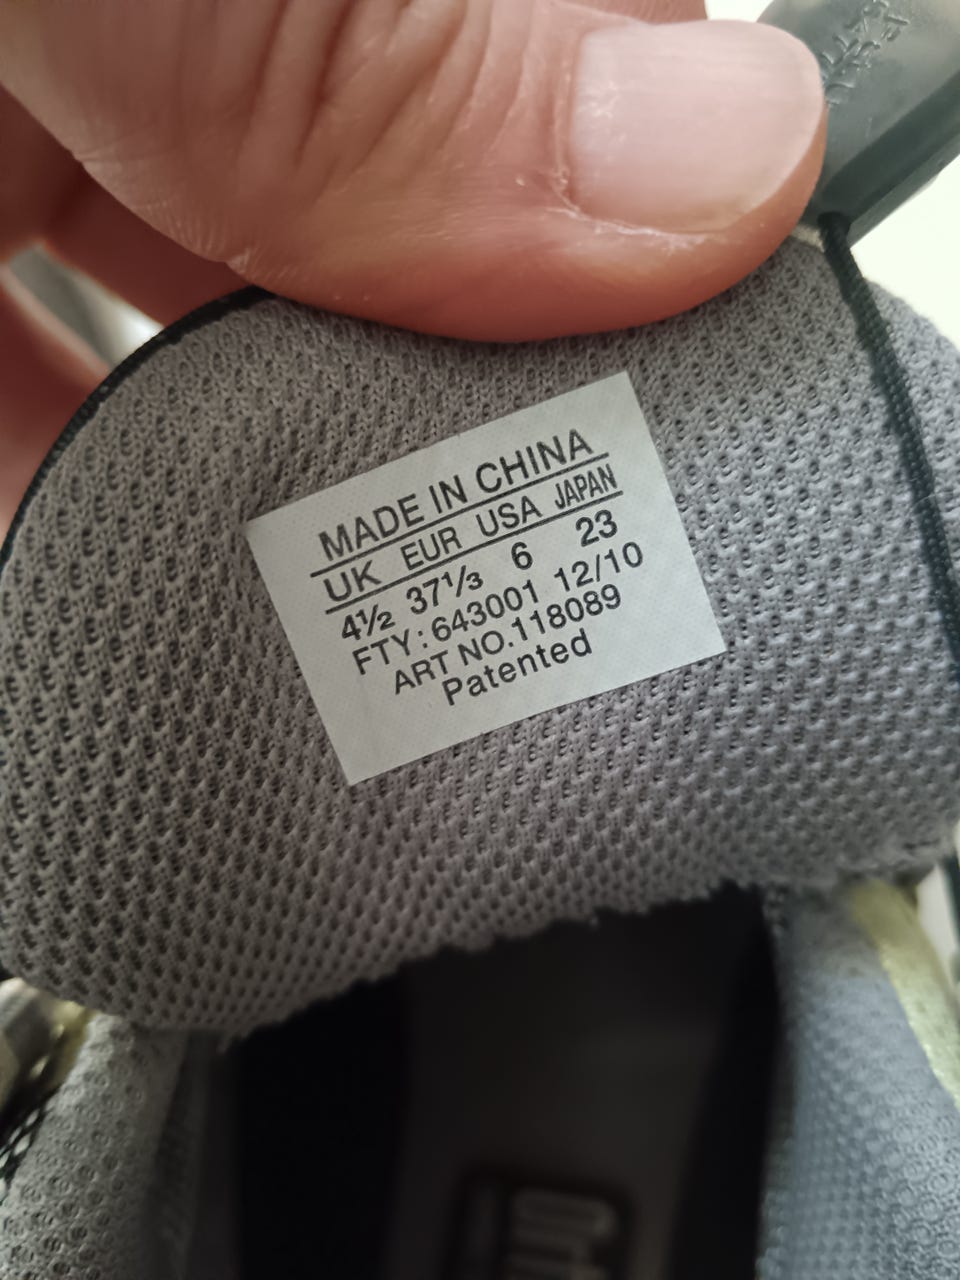 MADE IN CHINA
UK EUR USA JAPAN
4½ 37⅓ 6 23
FTY: 643001 12/10
ART NO.118089
Patented